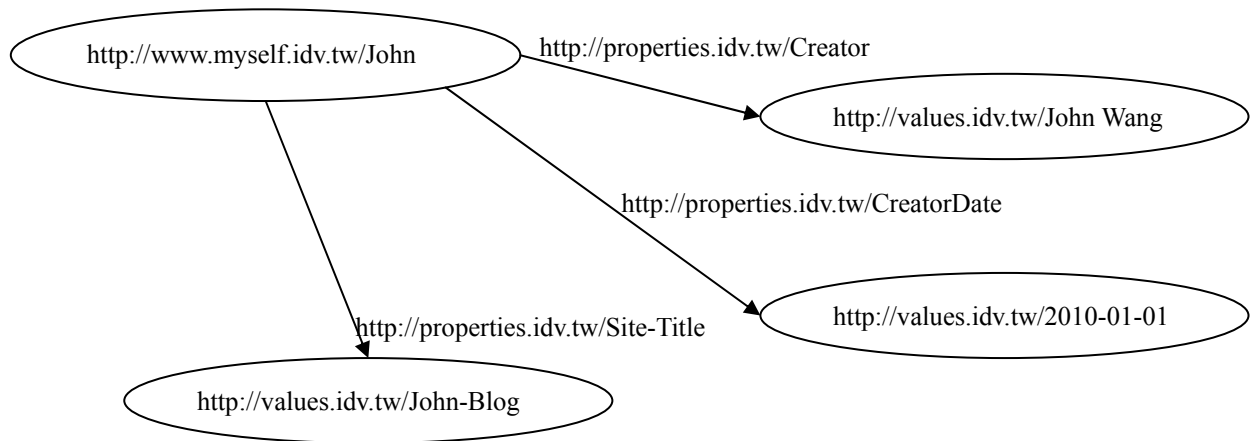 http://www.myself.idv.tw/John
http://properties.idv.tw/Creator
http://values.idv.tw/John Wang
http://properties.idv.tw/CreatorDate
http://values.idv.tw/2010-01-01
http://properties.idv.tw/Site-Title
http://values.idv.tw/John-Blog